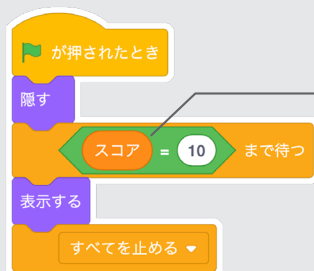 が押されたとき
隠す
スコア = 10 まで待つ
表示する
すべてを止める